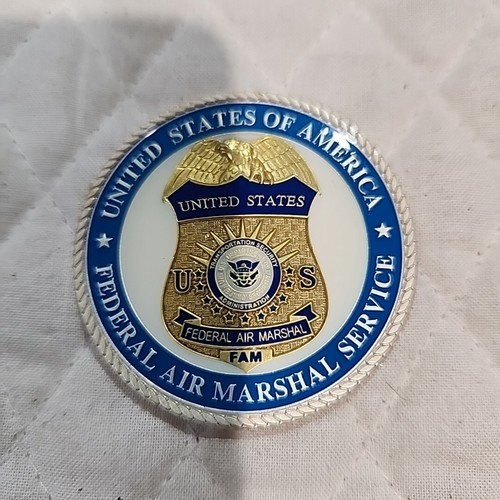 UNITED STATES OF AMERICA
UNITED STATES
TRANSPORTATION SECURITY
U S
ADMINISTRATION
FEDERAL AIR MARSHAL
FAM
FEDERAL AIR MARSHAL SERVICE